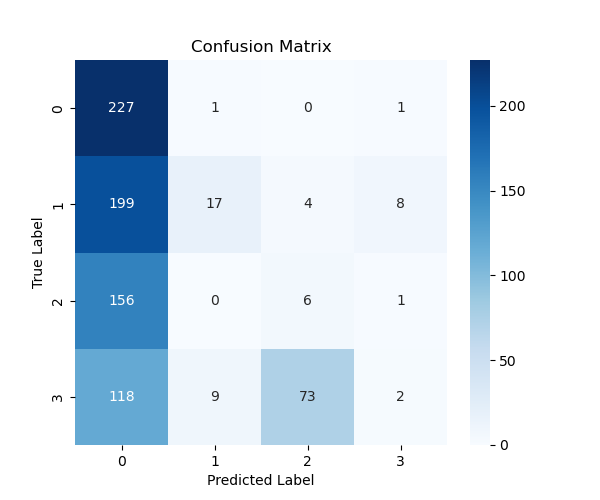 Confusion Matrix
True Label
0 227 1 0 1
1 199 17 4 8
2 156 0 6 1
3 118 9 73 2
0 1 2 3
Predicted Label
200
150
100
50
0